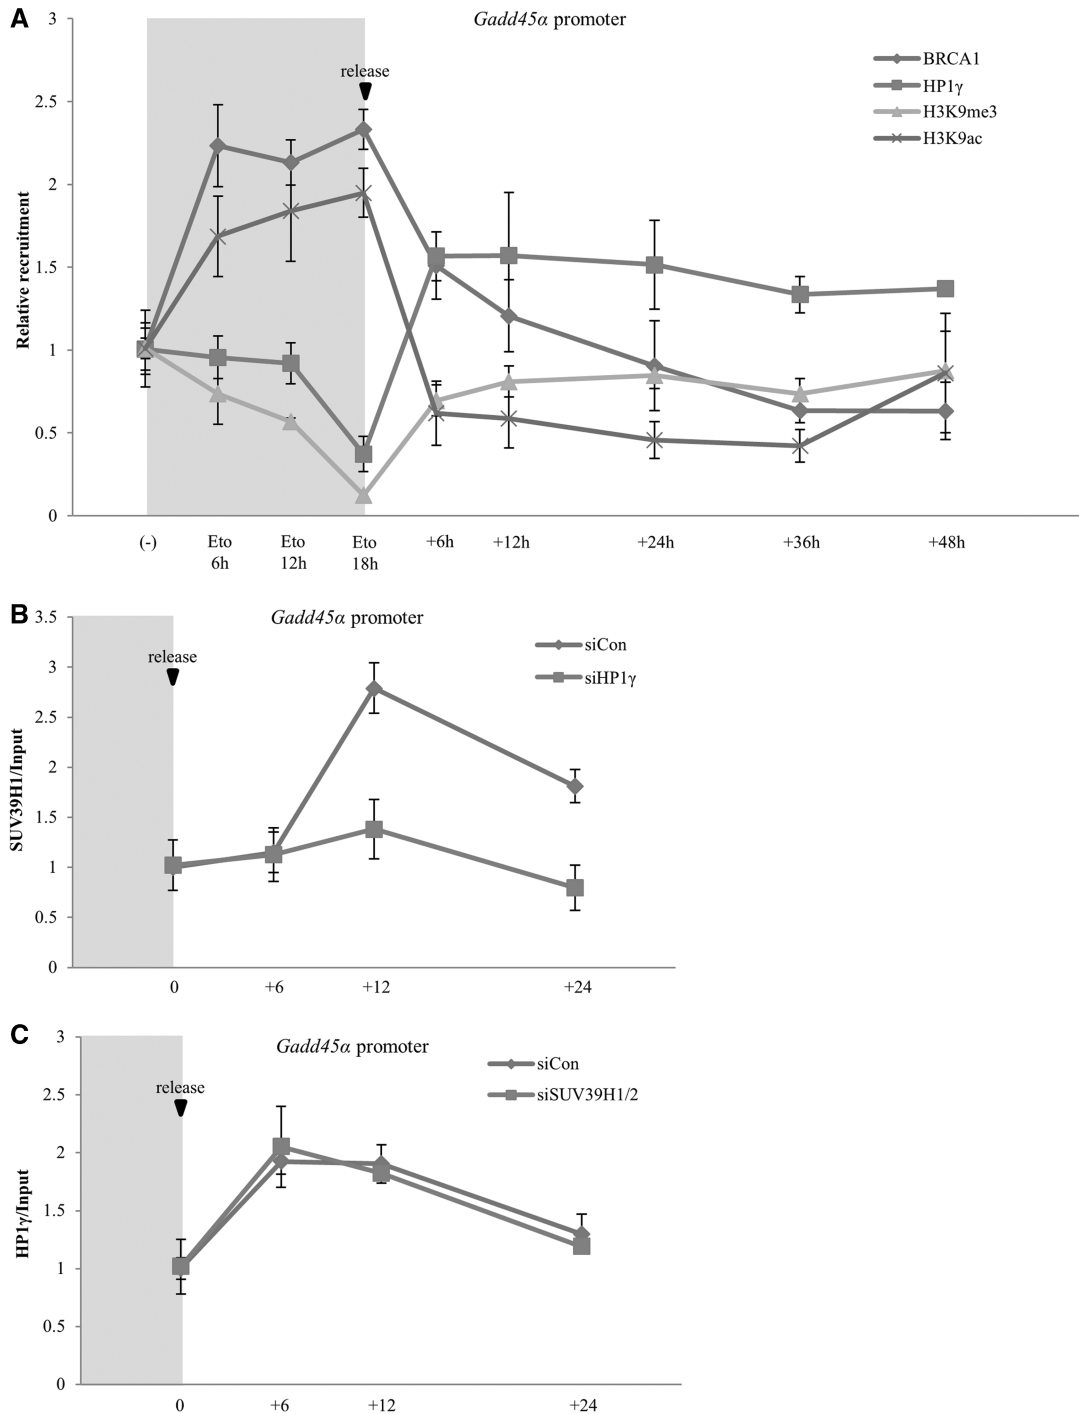 A
Gadd45α promoter
release
BRCA1
HP1γ
H3K9me3
H3K9ac
Relative recruitment
3
2.5
2
1.5
1
0.5
0
(-)
Eto 6h
Eto 12h
Eto 18h
+6h
+12h
+24h
+36h
+48h
B
Gadd45α promoter
release
siCon
siHP1γ
SUV39H1/Input
3.5
3
2.5
2
1.5
1
0.5
0
0
+6
+12
+24
C
Gadd45α promoter
release
siCon
siSUV39H1/2
HP1γ/Input
3
2.5
2
1.5
1
0.5
0
0
+6
+12
+24